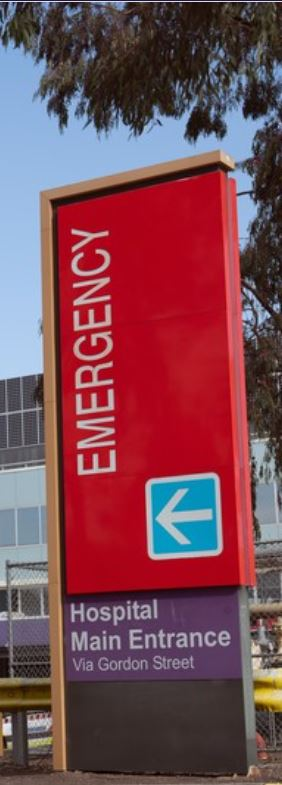 EMERGENCY
Hospital
Main Entrance
Via Gordon Street